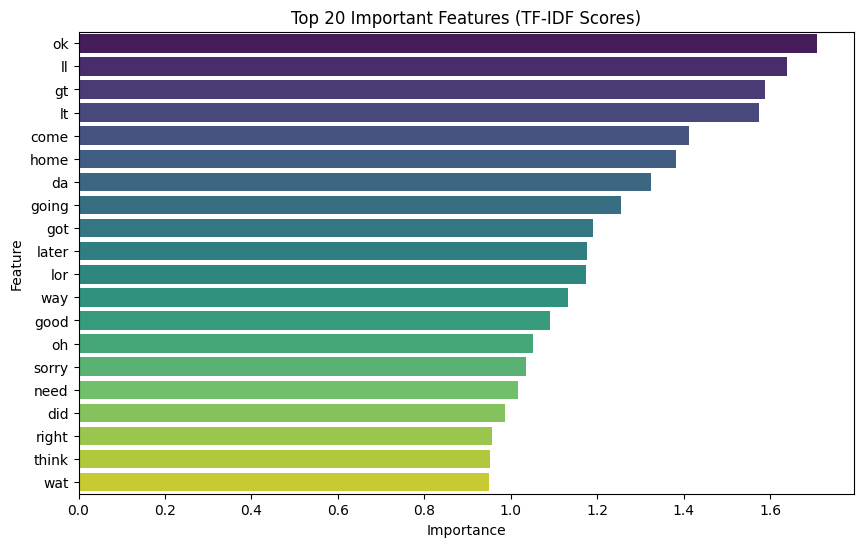 Top 20 Important Features (TF-IDF Scores)
ok
ll
gt
lt
come
home
da
going
got
later
lor
way
good
oh
sorry
need
did
right
think
wat
Feature
0.0 0.2 0.4 0.6 0.8 1.0 1.2 1.4 1.6
Importance